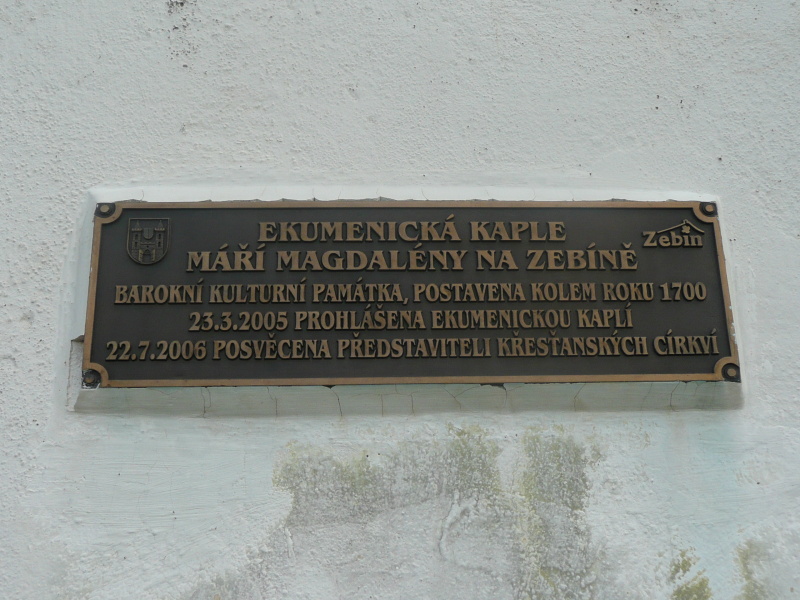 EKUMENICKÁ KAPLE
MÁŘÍ MAGDALÉNY NA ZEBÍNĚ
Zebín
BAROKNÍ KULTURNÍ PAMÁTKA, POSTAVENA KOLEM ROKU 1700
23.3.2005 PROHLÁŠENA EKUMENICKOU KAPLÍ
22.7.2006 POSVĚCENA PŘEDSTAVITELI KŘESŤANSKÝCH CÍRKVÍ